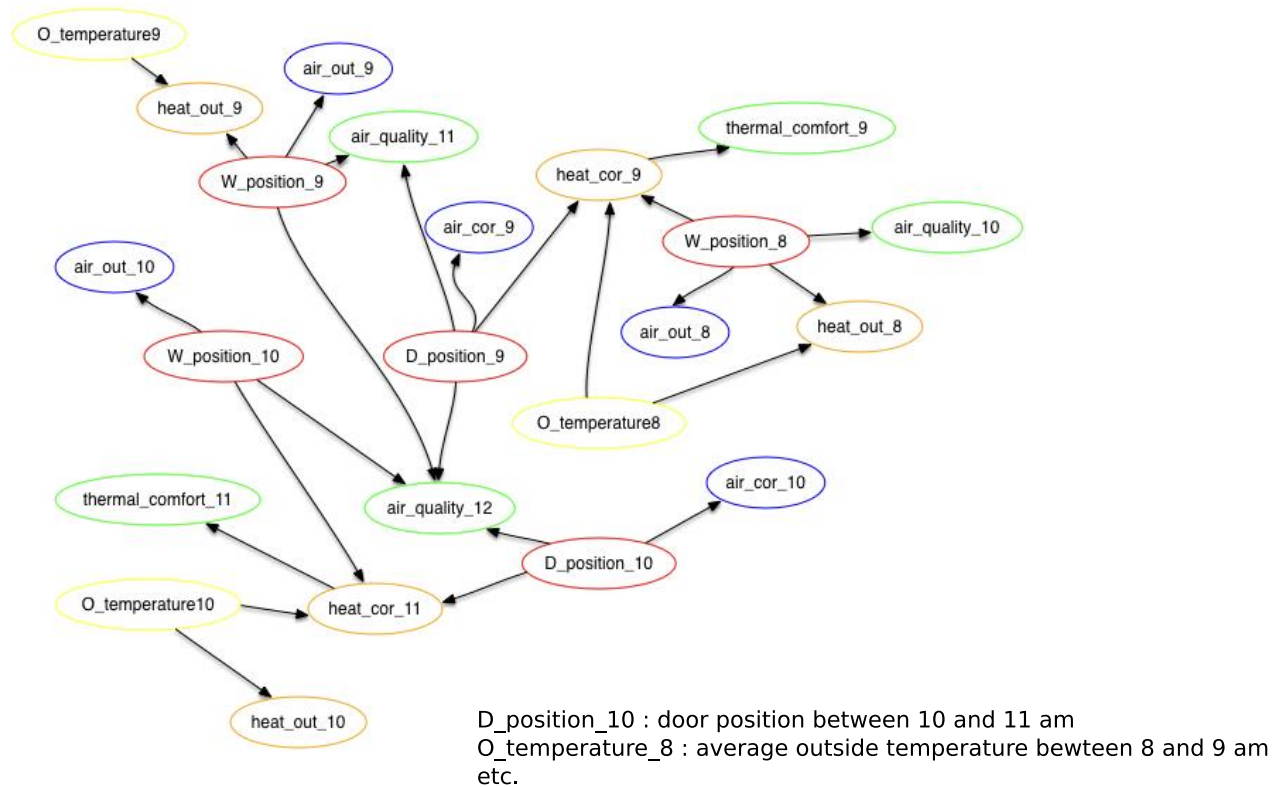 O_temperature9
air_out_9
heat_out_9
air_quality_11
thermal_comfort_9
W_position_9
heat_cor_9
air_cor_9
W_position_8
air_quality_10
air_out_10
air_out_8
heat_out_8
W_position_10
D_position_9
O_temperature8
thermal_comfort_11
air_quality_12
air_cor_10
D_position_10
O_temperature10
heat_cor_11
heat_out_10
D_position_10 : door position between 10 and 11 am
O_temperature_8 : average outside temperature bewteen 8 and 9 am
etc.